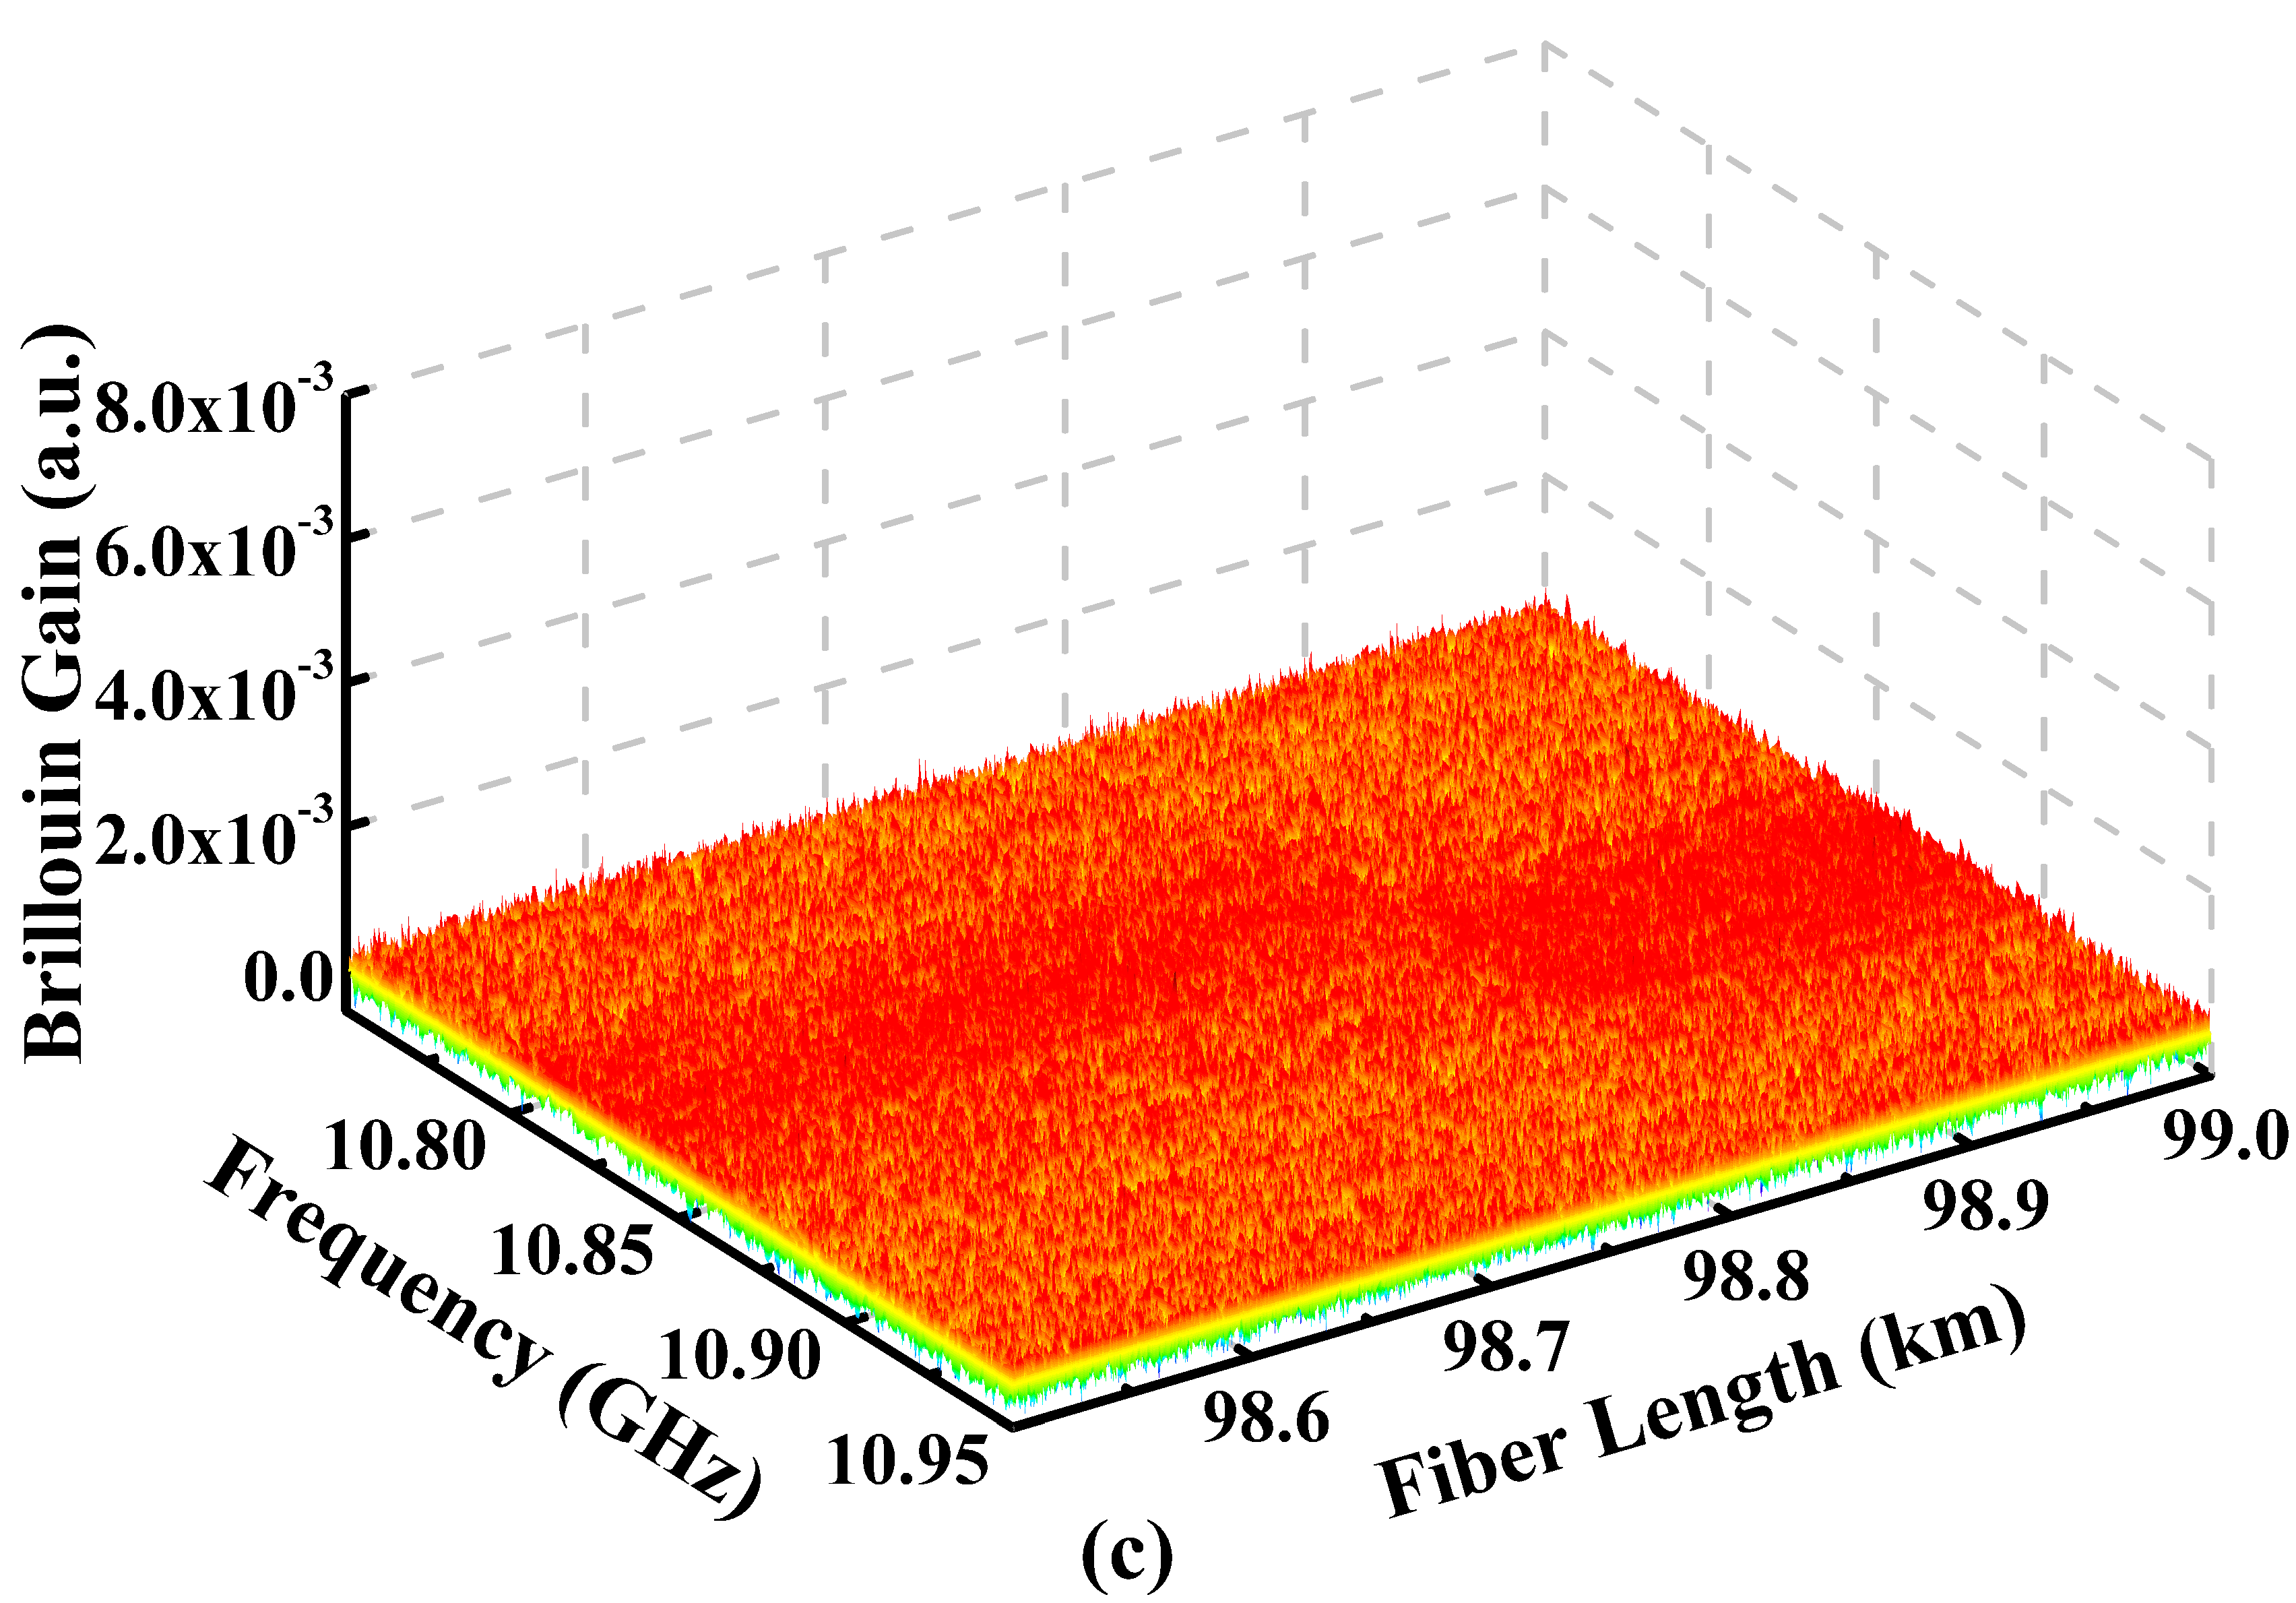 Brillouin Gain (a.u.)
8.0x10⁻³
6.0x10⁻³
4.0x10⁻³
2.0x10⁻³
0.0
10.80
10.85
10.90
10.95
Frequency (GHz)
98.6
98.7
98.8
98.9
99.0
Fiber Length (km)
(c)